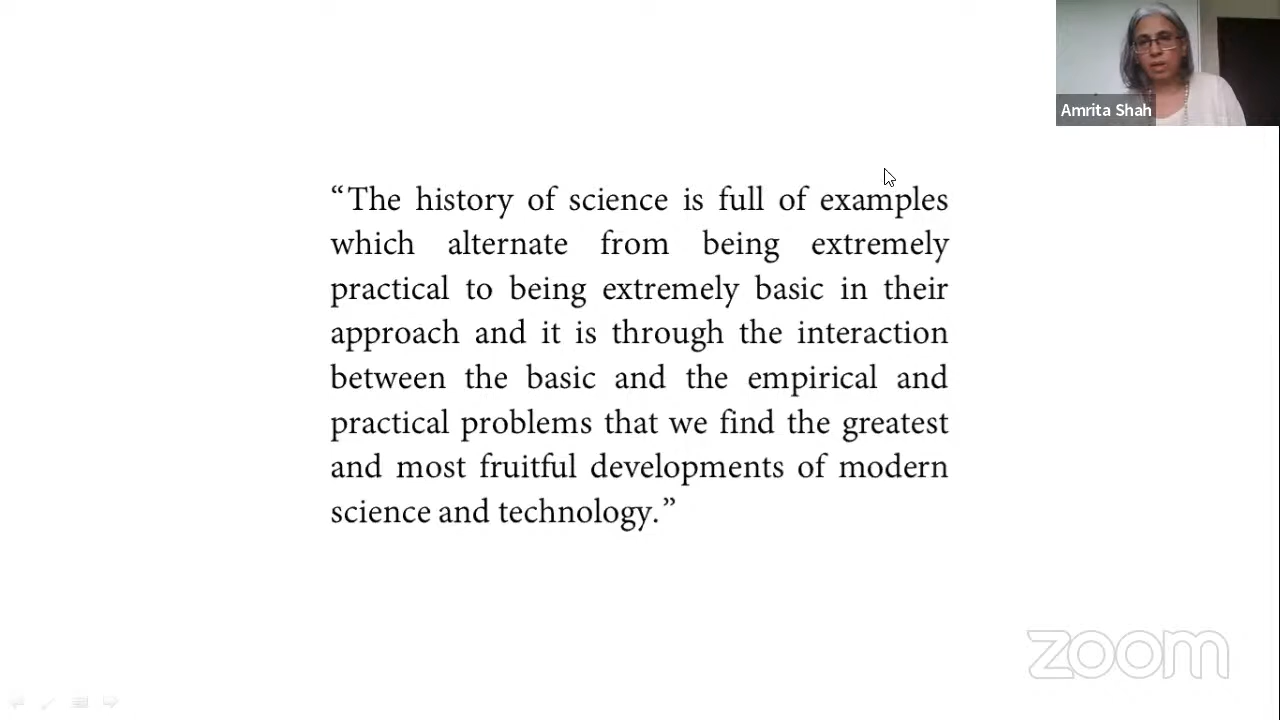 Amrita Shah
“The history of science is full of examples
which alternate from being extremely
practical to being extremely basic in their
approach and it is through the interaction
between the basic and the empirical and
practical problems that we find the greatest
and most fruitful developments of modern
science and technology.”
zoom